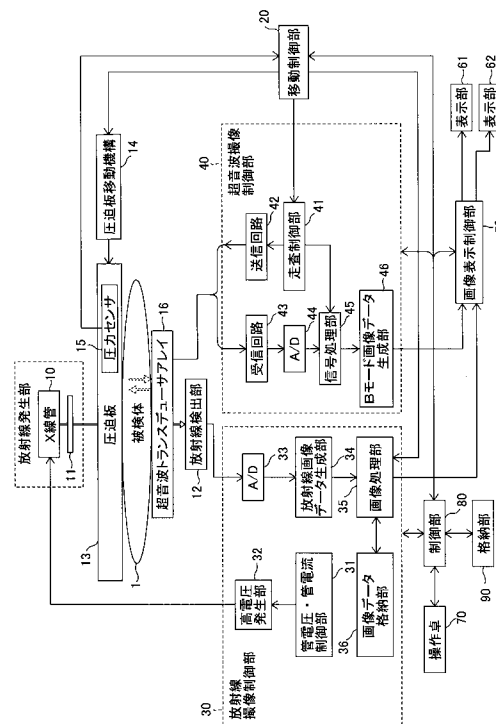 放射線発生部
10
X線管
11
13
圧迫板
15
圧力センサ
圧迫板移動機構
14
1
被検体
超音波トランスデューサアレイ
16
放射線検出部
12
移動制御部
20
30
放射線
撮像制御部
高電圧
発生部
32
管電圧・管電流
制御部
31
A/D
33
放射線画像
データ生成部
34
画像処理部
35
画像データ
格納部
36
40
超音波撮像
制御部
送信回路
42
走査制御部
41
受信回路
43
A/D
44
信号処理部
45
Bモード画像データ
生成部
46
画像表示制御部
表示部
61
表示部
62
操作卓
70
制御部
80
格納部
90